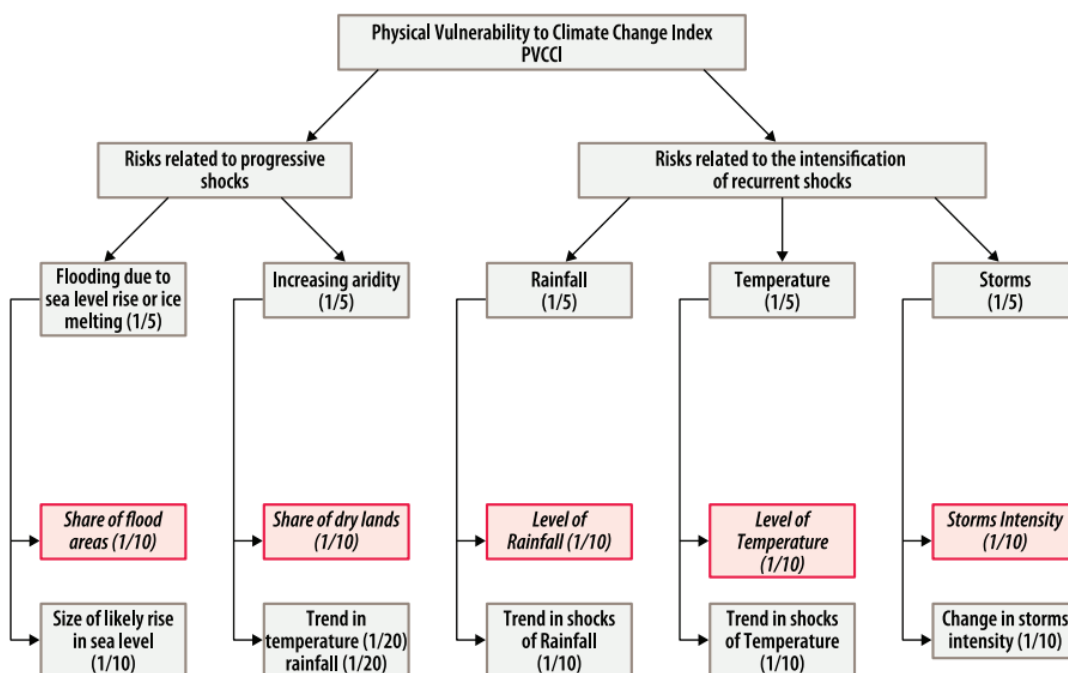 Physical Vulnerability to Climate Change Index
PVCCI
Risks related to progressive
shocks
Risks related to the intensification
of recurrent shocks
Flooding due to
sea level rise or ice
melting (1/5)
Increasing aridity
(1/5)
Rainfall
(1/5)
Temperature
(1/5)
Storms
(1/5)
Share of flood
areas (1/10)
Share of dry lands
(1/10)
Level of
Rainfall (1/10)
Level of
Temperature
(1/10)
Storms Intensity
(1/10)
Size of likely rise
in sea level
(1/10)
Trend in
temperature (1/20)
rainfall (1/20)
Trend in shocks
of Rainfall
(1/10)
Trend in shocks
of Temperature
(1/10)
Change in storms
intensity (1/10)